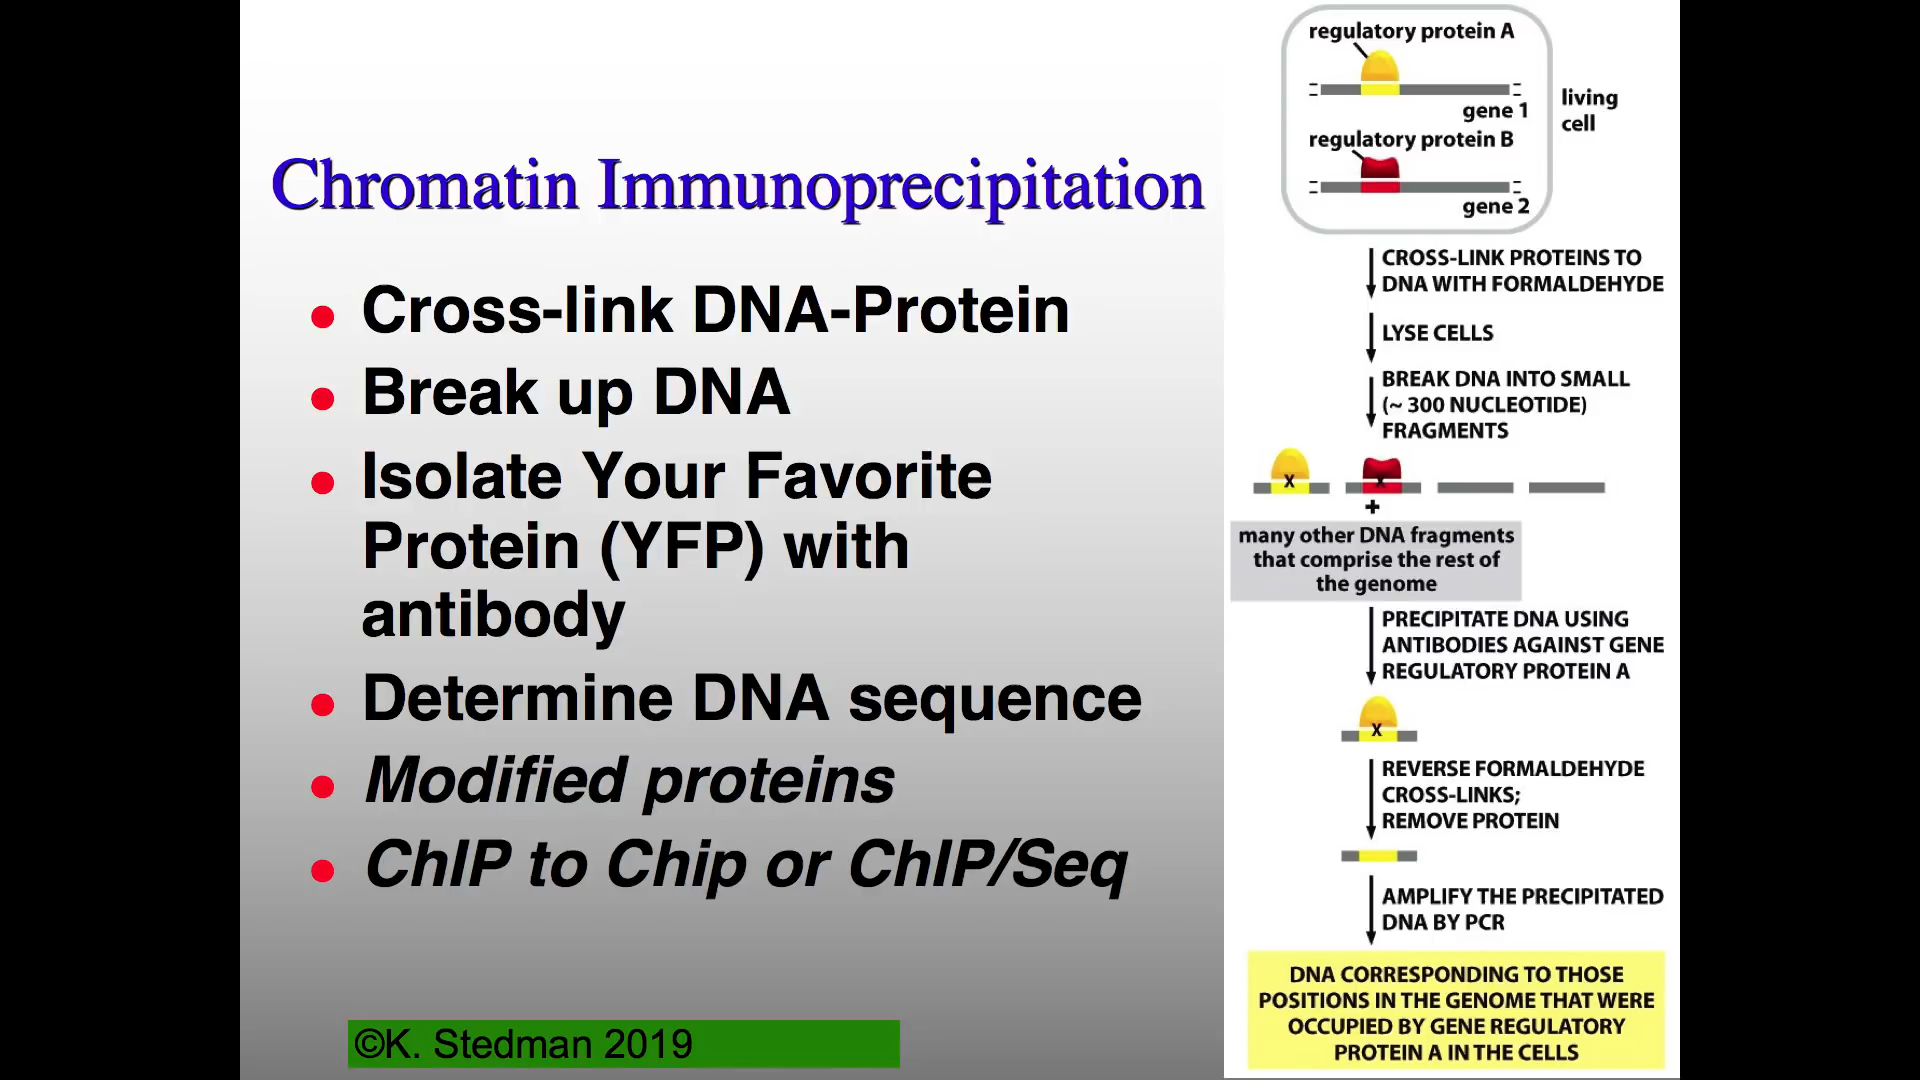 Chromatin Immunoprecipitation
Cross-link DNA-Protein
Break up DNA
Isolate Your Favorite
Protein (YFP) with
antibody
Determine DNA sequence
Modified proteins
ChIP to Chip or ChIP/Seq
©K. Stedman 2019
regulatory protein A
gene 1
regulatory protein B
gene 2
living
cell
CROSS-LINK PROTEINS TO
DNA WITH FORMALDEHYDE
LYSE CELLS
BREAK DNA INTO SMALL
(~ 300 NUCLEOTIDE)
FRAGMENTS
x x
+
many other DNA fragments
that comprise the rest of
the genome
PRECIPITATE DNA USING
ANTIBODIES AGAINST GENE
REGULATORY PROTEIN A
x
REVERSE FORMALDEHYDE
CROSS-LINKS;
REMOVE PROTEIN
AMPLIFY THE PRECIPITATED
DNA BY PCR
DNA CORRESPONDING TO THOSE
POSITIONS IN THE GENOME THAT WERE
OCCUPIED BY GENE REGULATORY
PROTEIN A IN THE CELLS